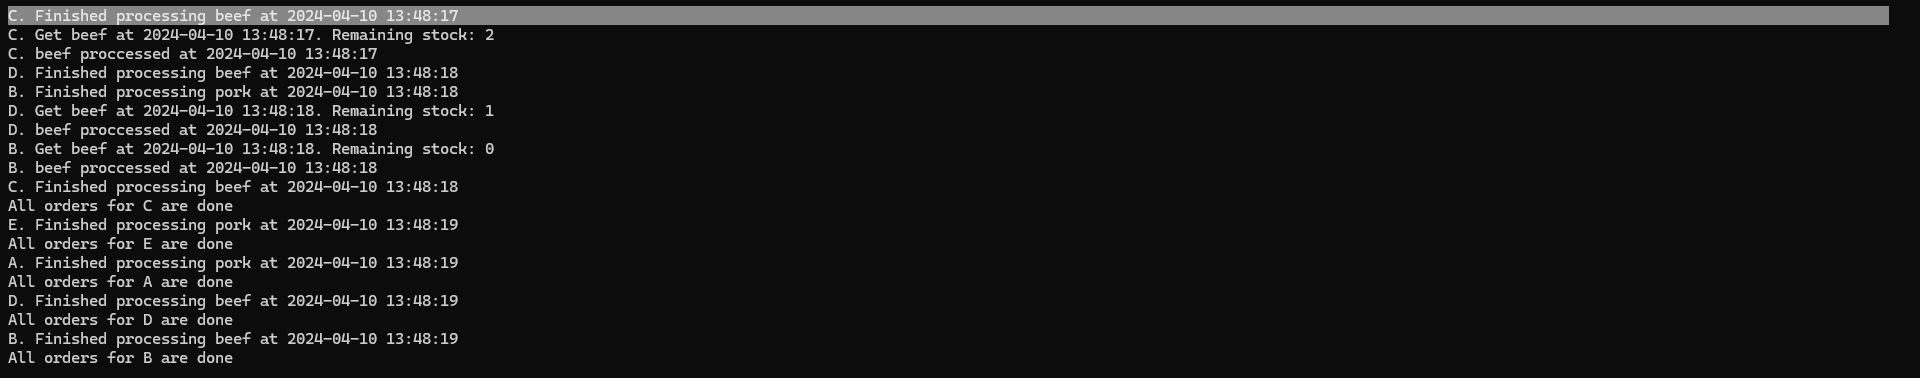 C. Finished processing beef at 2024-04-10 13:48:17
C. Get beef at 2024-04-10 13:48:17. Remaining stock: 2
C. beef proccessed at 2024-04-10 13:48:17
D. Finished processing beef at 2024-04-10 13:48:18
B. Finished processing pork at 2024-04-10 13:48:18
D. Get beef at 2024-04-10 13:48:18. Remaining stock: 1
D. beef proccessed at 2024-04-10 13:48:18
B. Get beef at 2024-04-10 13:48:18. Remaining stock: 0
B. beef proccessed at 2024-04-10 13:48:18
C. Finished processing beef at 2024-04-10 13:48:18
All orders for C are done
E. Finished processing pork at 2024-04-10 13:48:19
All orders for E are done
A. Finished processing pork at 2024-04-10 13:48:19
All orders for A are done
D. Finished processing beef at 2024-04-10 13:48:19
All orders for D are done
B. Finished processing beef at 2024-04-10 13:48:19
All orders for B are done